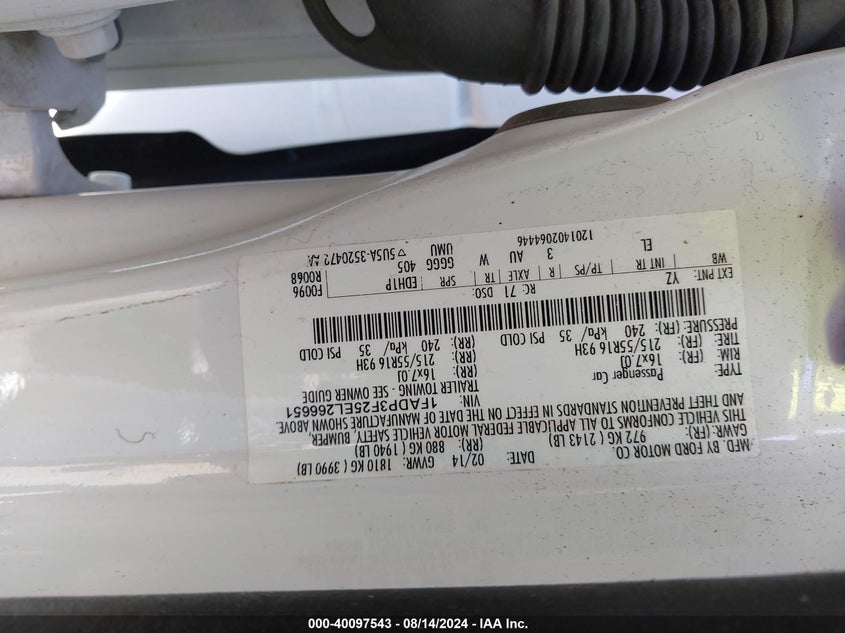 MFD. BY FORD MOTOR CO.
DATE: 02/14 GVWR: 1810 KG ( 3990 LB)
GAWR: (FR): (RR):
972 KG ( 2143 LB) 880 KG ( 1940 LB)
THIS VEHICLE CONFORMS TO ALL APPLICABLE FEDERAL MOTOR VEHICLE SAFETY, BUMPER,
AND THEFT PREVENTION STANDARDS IN EFFECT ON THE DATE OF MANUFACTURE SHOWN ABOVE.
VIN: 1FADP3F25EL266651
TYPE: Passenger Car TRAILER TOWING - SEE OWNER GUIDE
RIM: (FR): 16X7.0J (RR): 16X7.0J
TIRE: 215/55R16 93H 215/55R16 93H
PRESSURE: (FR): 240 kPa/ 35 PSI COLD (RR): 240 kPa/ 35 PSI COLD
EXT PNT: YZ RC: 71 DSO: F0096
R0068
WB INT TR TP/PS R AXLE TR SPR EDH1P
EL 3 AU W GGGG 405 UMU
120140202064446 5USA-3520472 AA
000-40097543 - 08/14/2024 - IAA Inc.